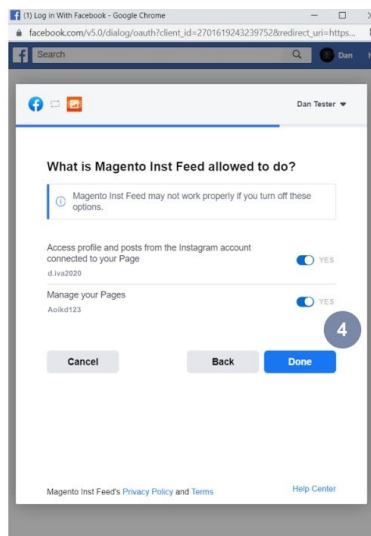 (1) Log in With Facebook - Google Chrome
facebook.com/v5.0/dialog/oauth?client_id=2701619243239752&redirect_uri=https...
Search
Dan
Dan Tester
What is Magento Inst Feed allowed to do?
Magento Inst Feed may not work properly if you turn off these
options.
Access profile and posts from the Instagram account
connected to your Page
YES
d.iva2020
Manage your Pages
YES
Aoikd123
4
Cancel
Back
Done
Magento Inst Feed's Privacy Policy and Terms
Help Center